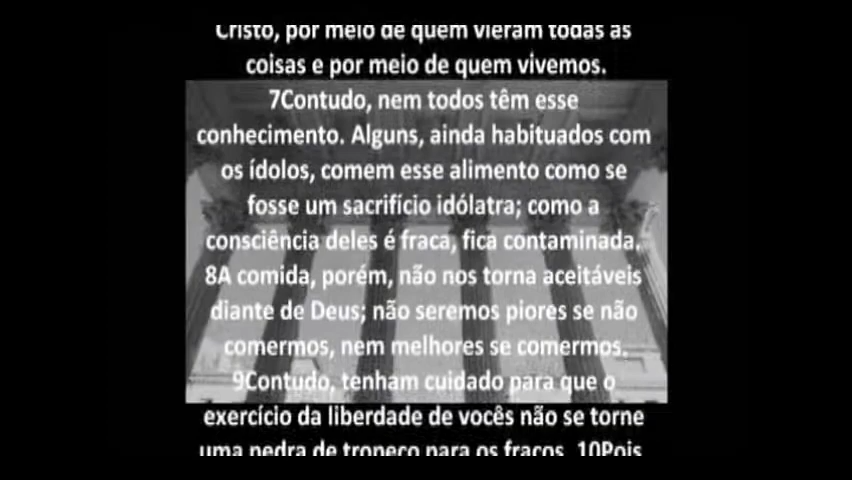 Cristo, por meio de quem vieram todas as
coisas e por meio de quem vivemos.
7Contudo, nem todos têm esse
conhecimento. Alguns, ainda habituados com
os ídolos, comem esse alimento como se
fosse um sacrifício idólatra; como a
consciência deles é fraca, fica contaminada.
8A comida, porém, não nos torna aceitáveis
diante de Deus; não seremos piores se não
comermos, nem melhores se comermos.
9Contudo, tenham cuidado para que o
exercício da liberdade de vocês não se torne
uma pedra de tropeço para os fracos. 10Pois,